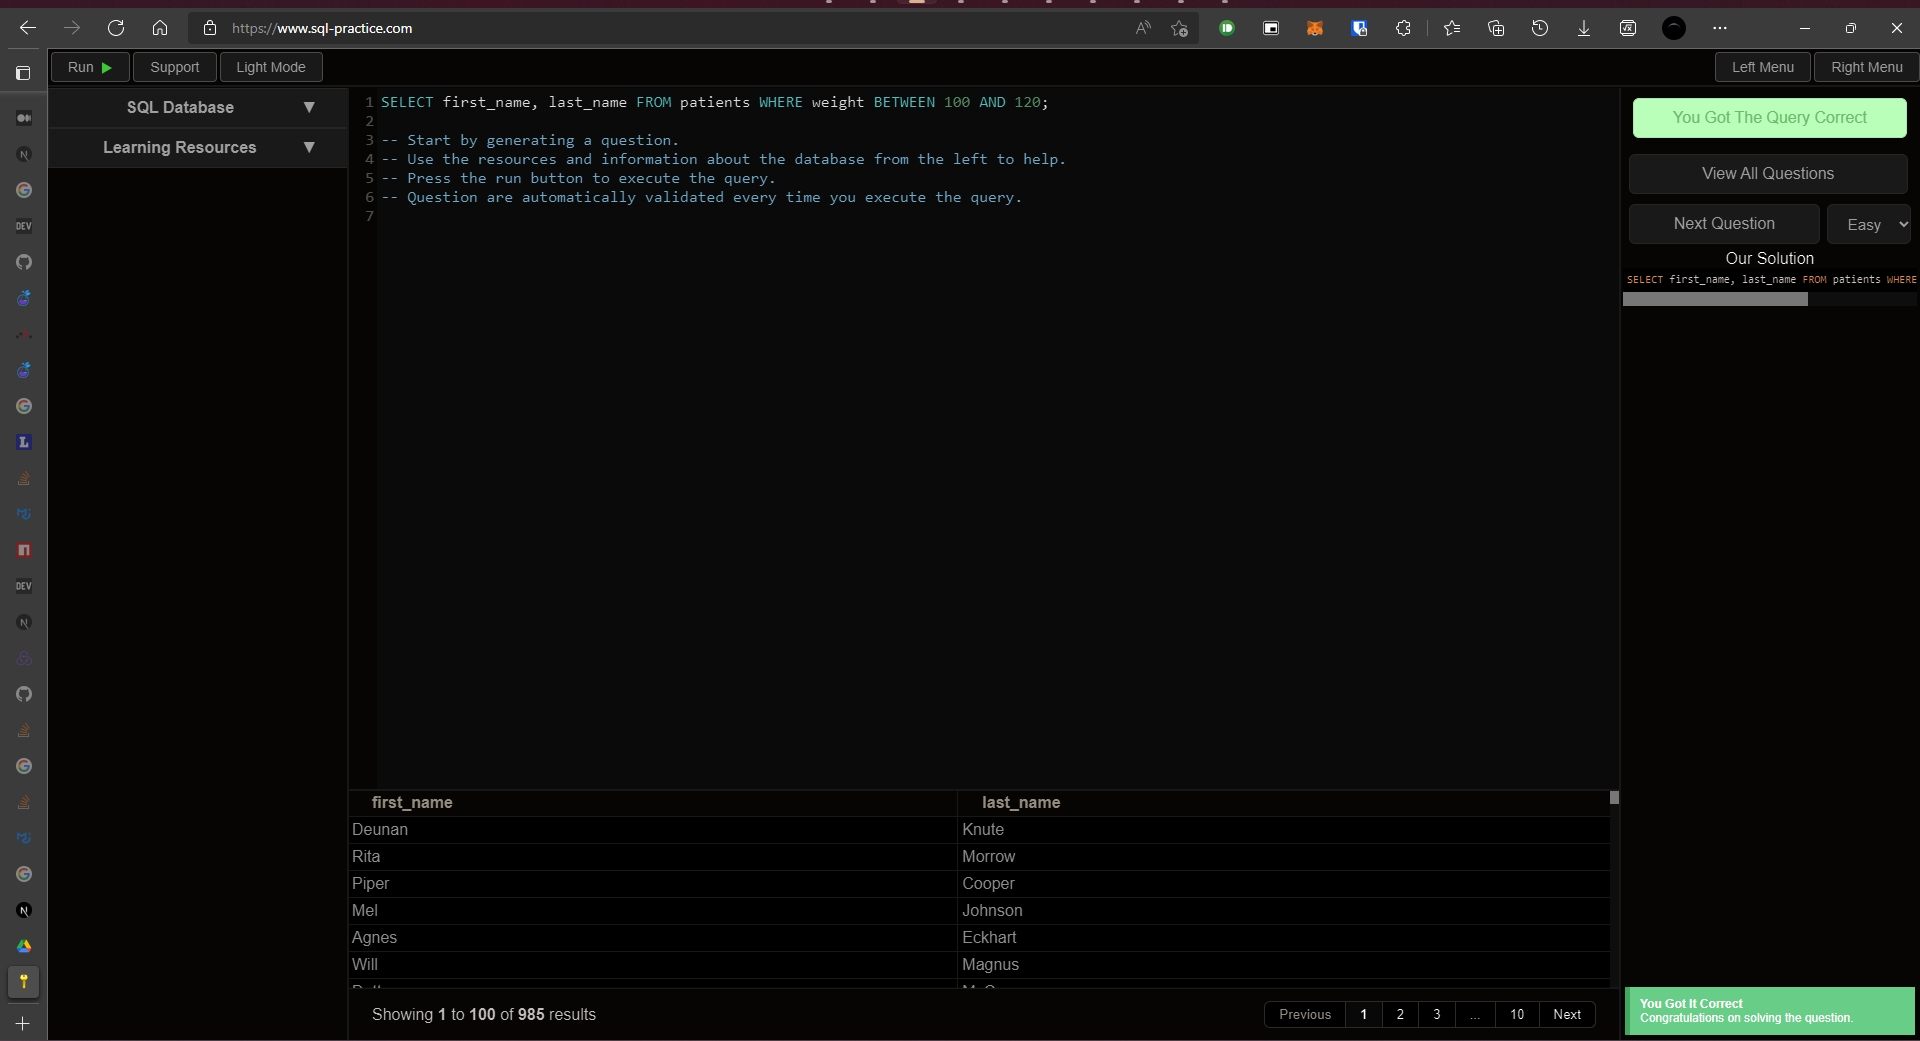 https://www.sql-practice.com
Run
Support
Light Mode
Left Menu
Right Menu
SQL Database
Learning Resources
1 SELECT first_name, last_name FROM patients WHERE weight BETWEEN 100 AND 120;
2
3 -- Start by generating a question.
4 -- Use the resources and information about the database from the left to help.
5 -- Press the run button to execute the query.
6 -- Question are automatically validated every time you execute the query.
7
You Got The Query Correct
View All Questions
Next Question
Easy
Our Solution
SELECT first_name, last_name FROM patients WHERE
DEV
DEV
first_name last_name
Deunan Knute
Rita Morrow
Piper Cooper
Mel Johnson
Agnes Eckhart
Will Magnus
Showing 1 to 100 of 985 results
Previous 1 2 3 ... 10 Next
You Got It Correct
Congratulations on solving the question.